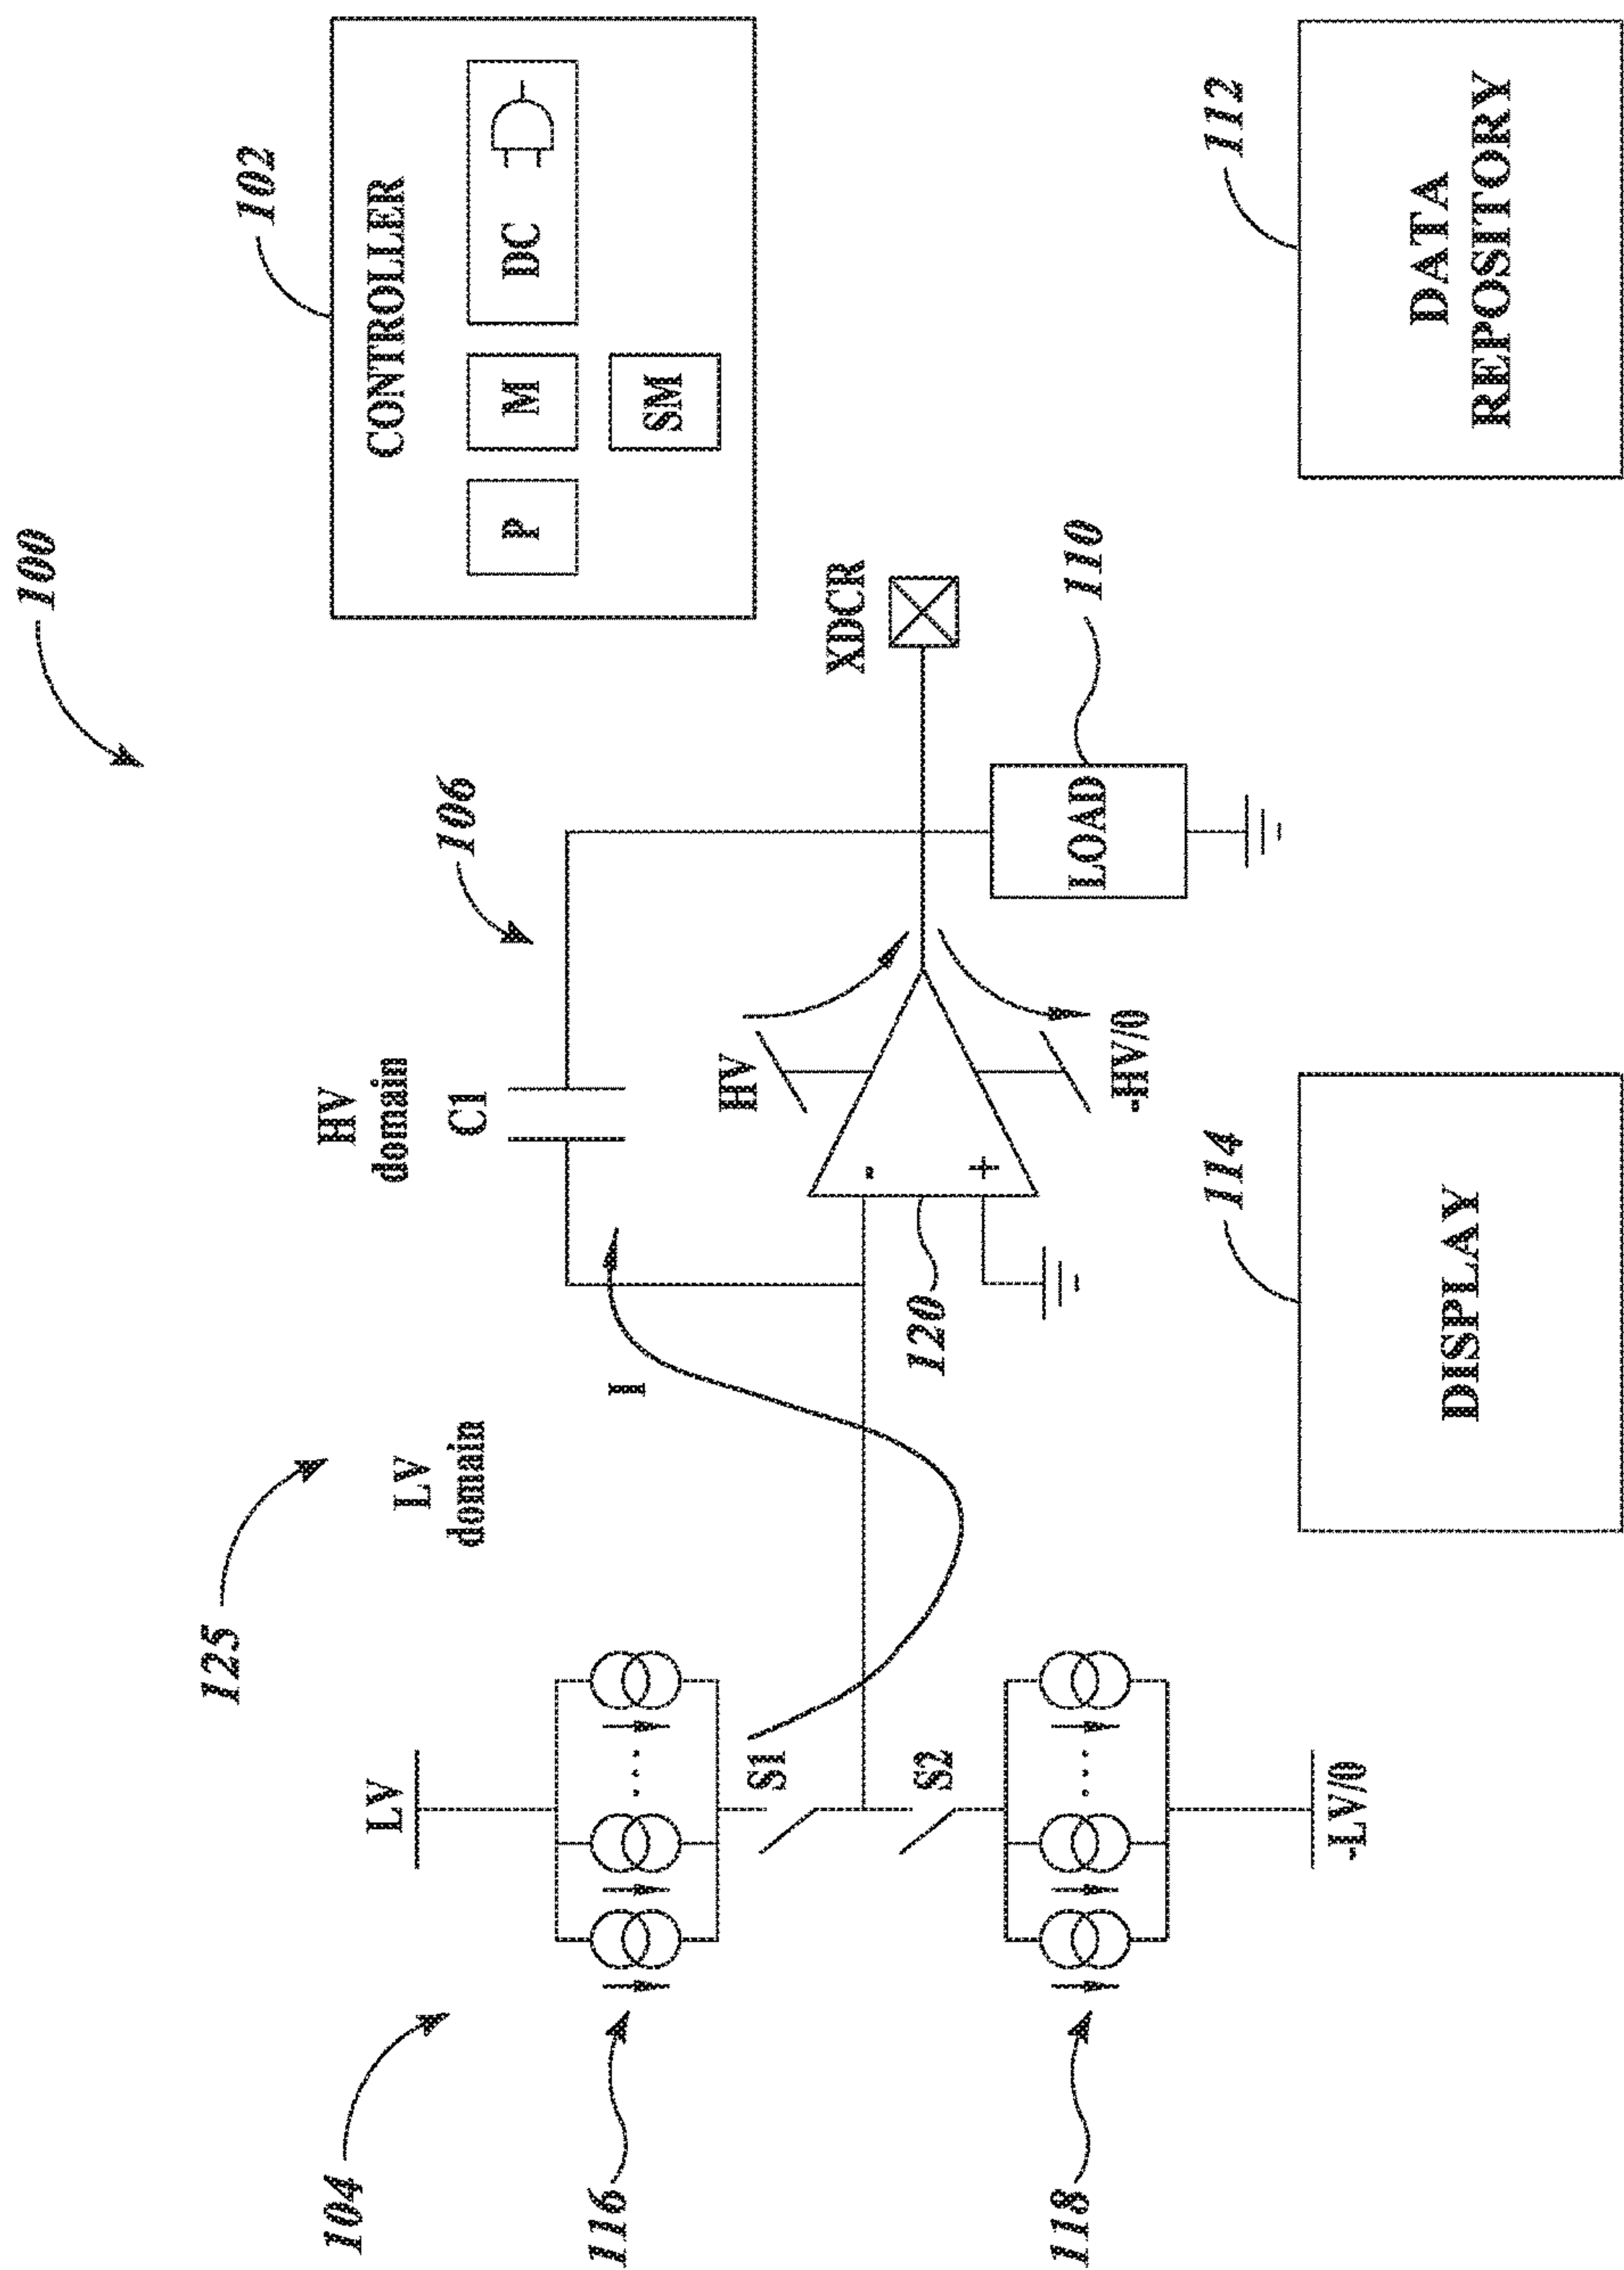 100
125
104
LV
domain
HV
domain
106
102
CONTROLLER
P
M
DC
SM
LV
116
S1
I
C1
HV
-
+
120
-HV/0
XDCR
S2
118
-LV/0
LOAD
110
114
DISPLAY
112
DATA
REPOSITORY